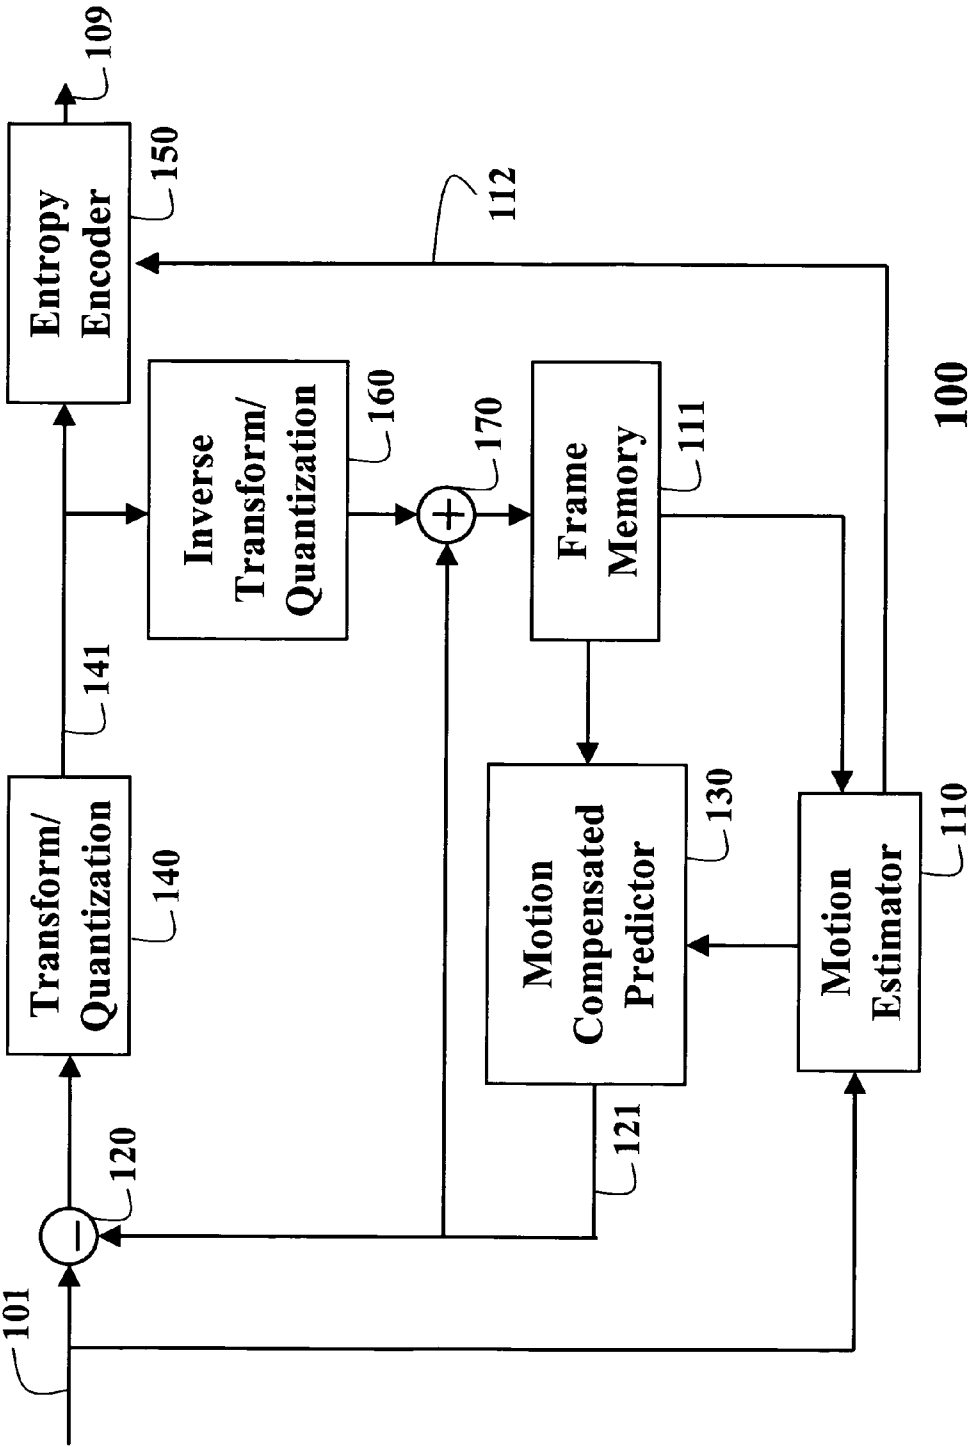 101
120
Transform/
Quantization
140
141
Entropy
Encoder
150
109
Inverse
Transform/
Quantization
160
170
112
121
Motion
Compensated
Predictor
130
Frame
Memory
111
Motion
Estimator
110
100